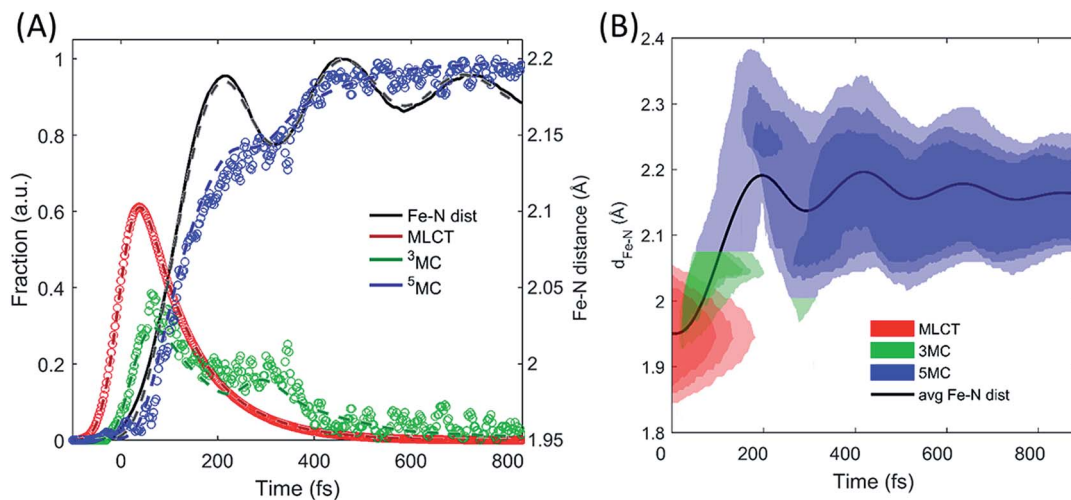 (A)
Fraction (a.u.)
1
0.8
0.6
0.4
0.2
0
Fe-N dist
MLCT
³MC
⁵MC
2.2
2.15
2.1
2.05
2
1.95
Fe-N distance (Å)
0 200 400 600 800
Time (fs)
(B)
d_Fe-N (Å)
2.4
2.3
2.2
2.1
2
1.9
1.8
MLCT
3MC
5MC
avg Fe-N dist
0 200 400 600 800
Time (fs)